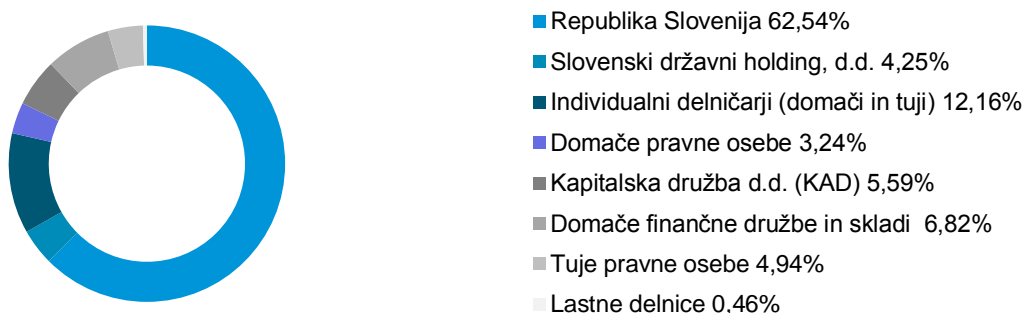 Republika Slovenija 62,54%
Slovenski državni holding, d.d. 4,25%
Individualni delničarji (domači in tuji) 12,16%
Domače pravne osebe 3,24%
Kapitalska družba d.d. (KAD) 5,59%
Domače finančne družbe in skladi 6,82%
Tuje pravne osebe 4,94%
Lastne delnice 0,46%